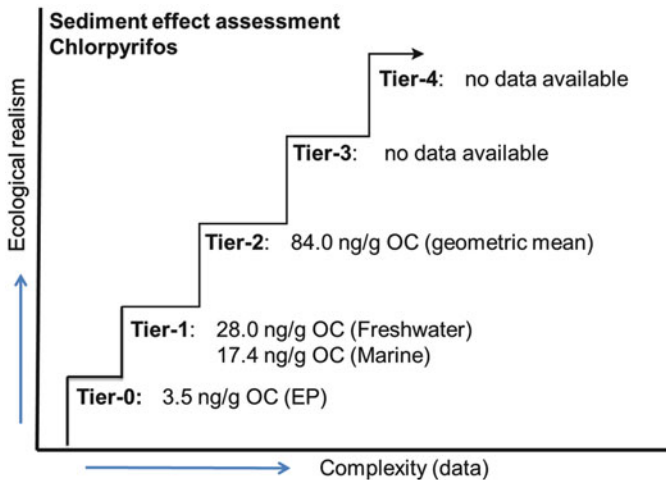 Sediment effect assessment
Chlorpyrifos
Tier-4: no data available
Tier-3: no data available
Tier-2: 84.0 ng/g OC (geometric mean)
Tier-1: 28.0 ng/g OC (Freshwater)
17.4 ng/g OC (Marine)
Tier-0: 3.5 ng/g OC (EP)
Ecological realism
Complexity (data)